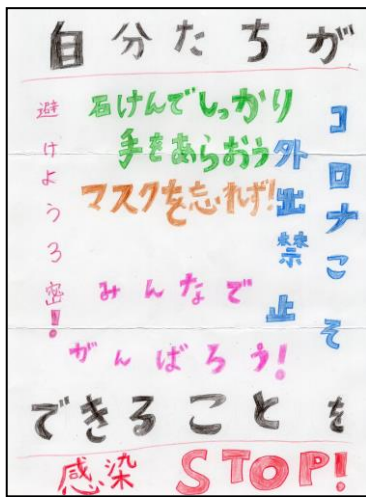 自分たちが
コロナこそ
外出禁止
石けんでしっかり
手をあらおう
マスクを忘れず!
避けよう3密!
みんなで
がんばろう!
できることを
感染 STOP!